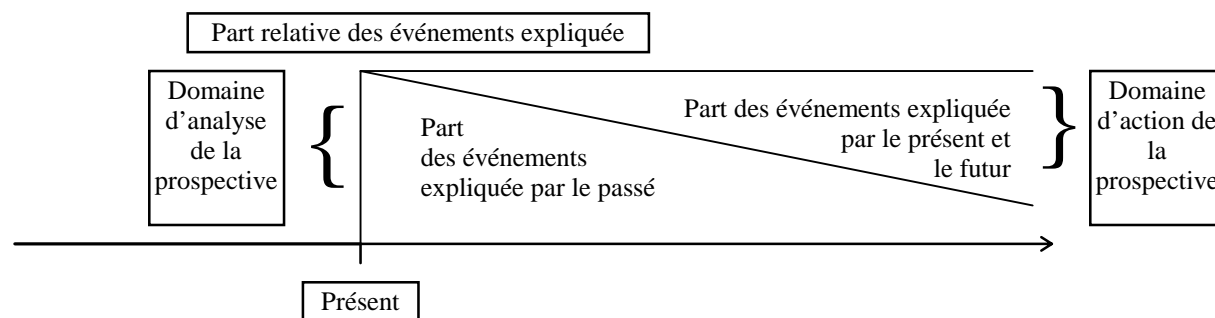 Part relative des événements expliquée
Domaine
d’analyse
de la
prospective
{
Part
des événements
expliquée par le passé
Part des événements expliquée
par le présent et
le futur
}
Domaine
d’action de
la
prospective
Présent